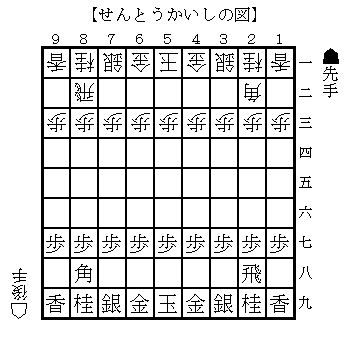 【せんとうかいしの図】
9 8 7 6 5 4 3 2 1
香 桂 銀 金 王 金 銀 桂 香 一
飛 角 二
歩 歩 歩 歩 歩 歩 歩 歩 歩 三
四
五
六
歩 歩 歩 歩 歩 歩 歩 歩 歩 七
角 飛 八
香 桂 銀 金 玉 金 銀 桂 香 九
☗先手
☖後手